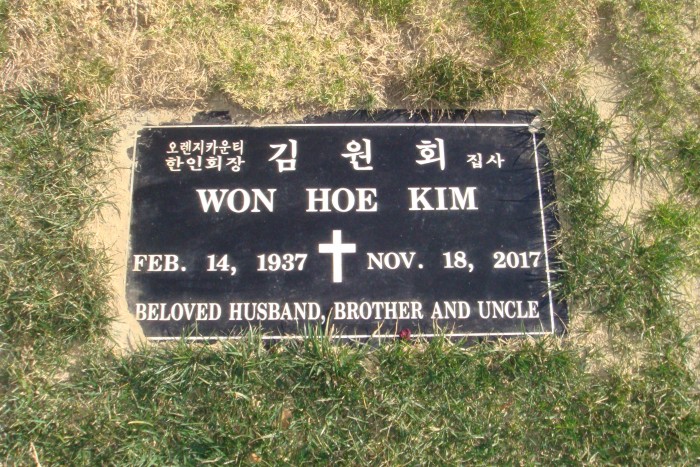 오렌지카운티
한인회장 김 원 회 집사
WON HOE KIM
FEB. 14, 1937 NOV. 18, 2017
BELOVED HUSBAND, BROTHER AND UNCLE